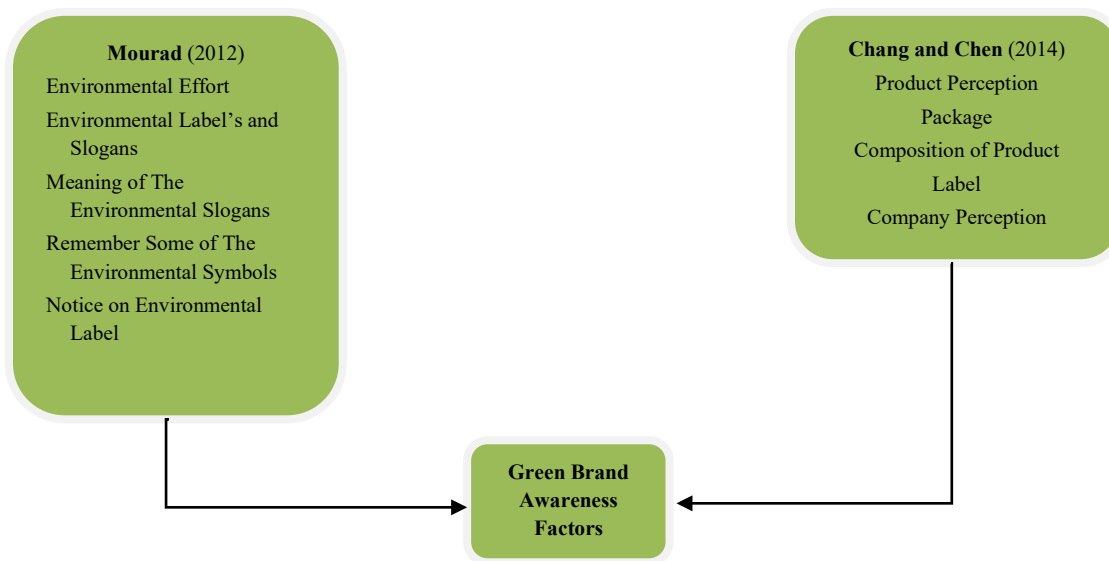 Mourad (2012)
Environmental Effort
Environmental Label's and
Slogans
Meaning of The
Environmental Slogans
Remember Some of The
Environmental Symbols
Notice on Environmental
Label
Chang and Chen (2014)
Product Perception
Package
Composition of Product
Label
Company Perception
Green Brand
Awareness
Factors